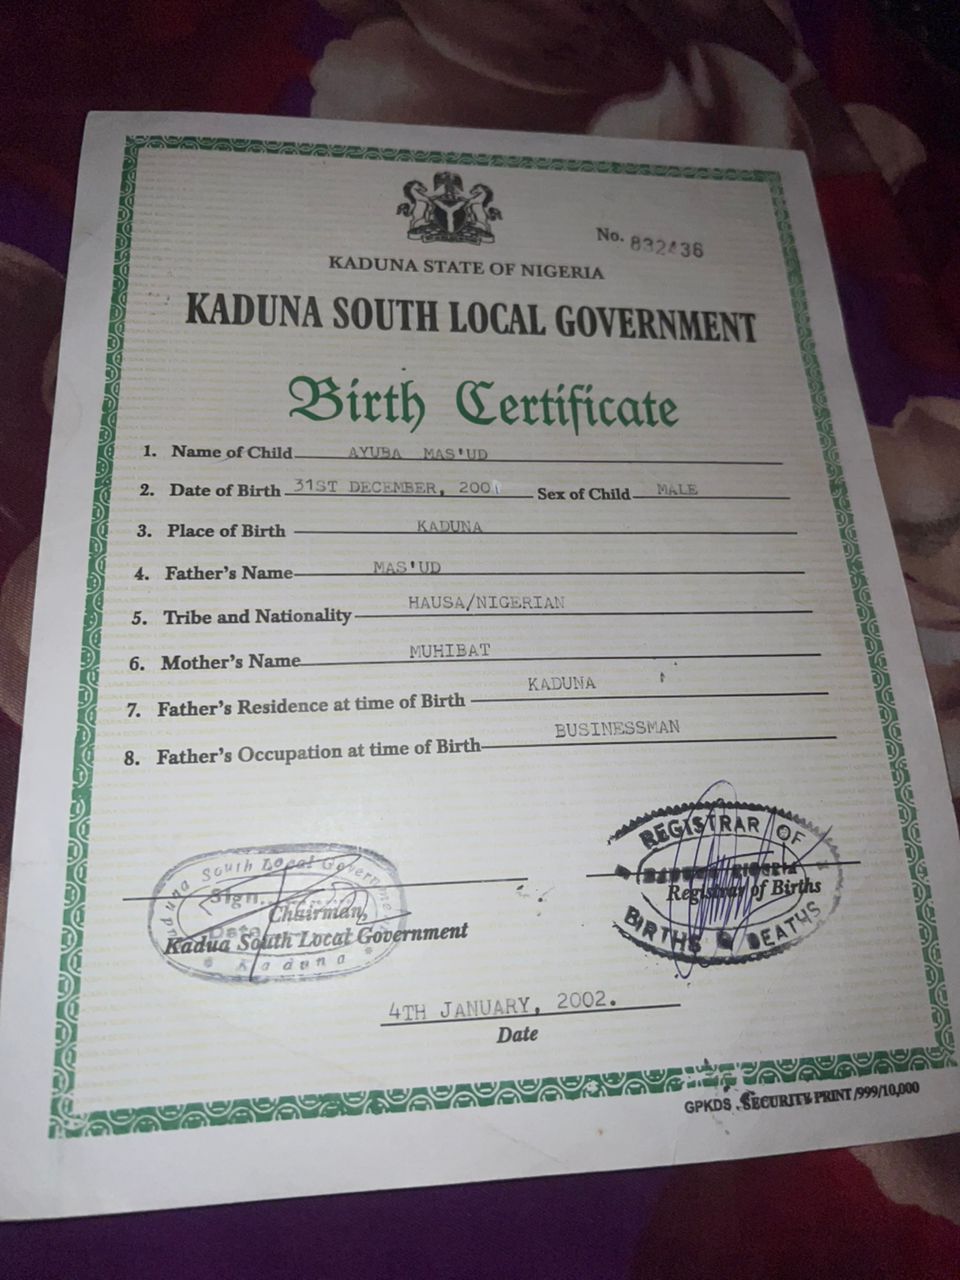 No. 832436
KADUNA STATE OF NIGERIA
KADUNA SOUTH LOCAL GOVERNMENT
Birth Certificate
1. Name of Child AYUBA MAS'UD
2. Date of Birth 31ST DECEMBER, 2001 Sex of Child MALE
3. Place of Birth KADUNA
4. Father's Name MAS'UD
5. Tribe and Nationality HAUSA/NIGERIAN
6. Mother's Name MUHIBAT
7. Father's Residence at time of Birth KADUNA
8. Father's Occupation at time of Birth BUSINESSMAN
Kaduna South Local Government
Sign
Chairman,
Date
Kadua South Local Government
Kaduna
REGISTRAR OF
Registrar of Births
BIRTHS & DEATHS
4TH JANUARY, 2002.
Date
GPKDS . SECURITY PRINT/999/10,000